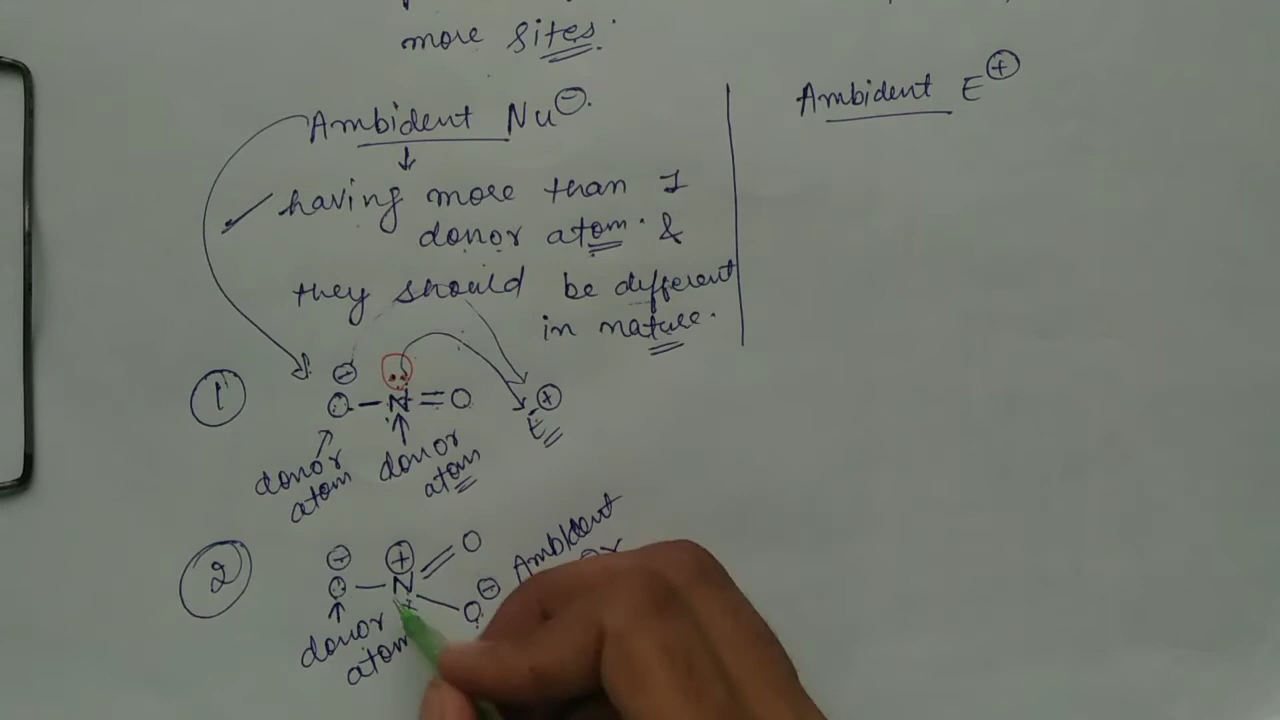 more sites.
Ambident Nu⊖.
↓
having more than 1
donor atom. &
they should be different
in nature.
① ⊖
O–N=O
E⊕
donor
atom
donor
atom
② ⊖ ⊕
O–N=O
O⊖
donor
atom
Ambident
Ambident E⊕